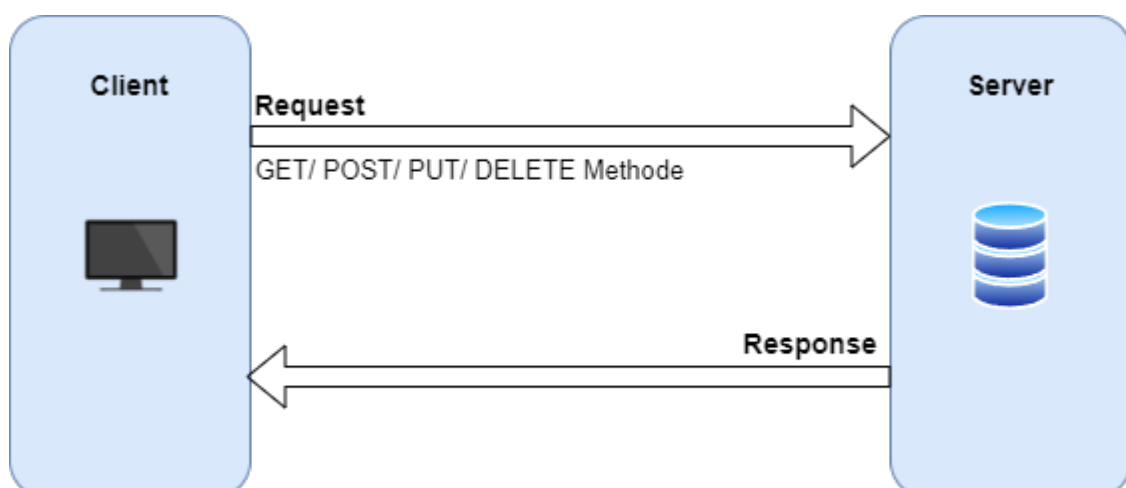 Client
Server
Request
GET/ POST/ PUT/ DELETE Methode
Response